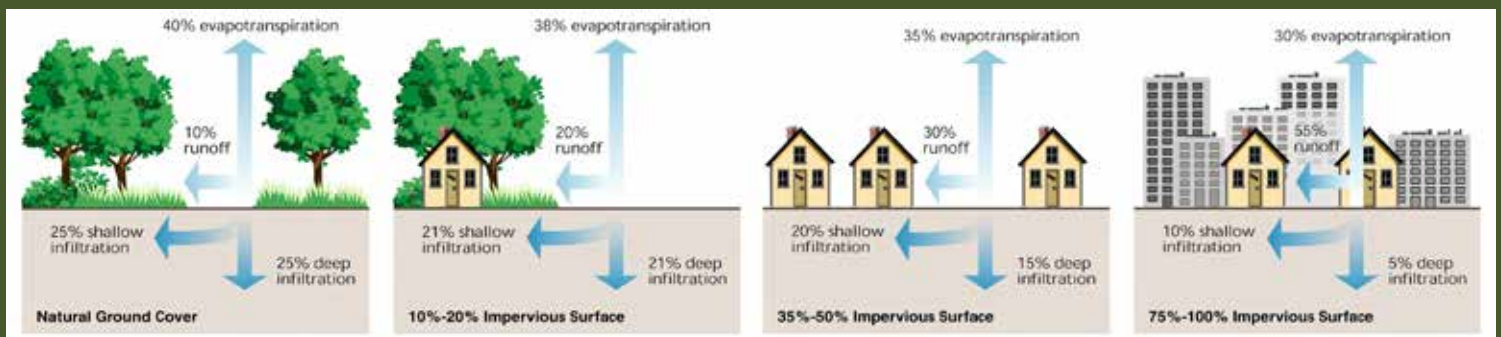 40% evapotranspiration
10%
runoff
25% shallow
infiltration
25% deep
infiltration
Natural Ground Cover
38% evapotranspiration
20%
runoff
21% shallow
infiltration
21% deep
infiltration
10%-20% Impervious Surface
35% evapotranspiration
30%
runoff
20% shallow
infiltration
15% deep
infiltration
35%-50% Impervious Surface
30% evapotranspiration
55%
runoff
10% shallow
infiltration
5% deep
infiltration
75%-100% Impervious Surface